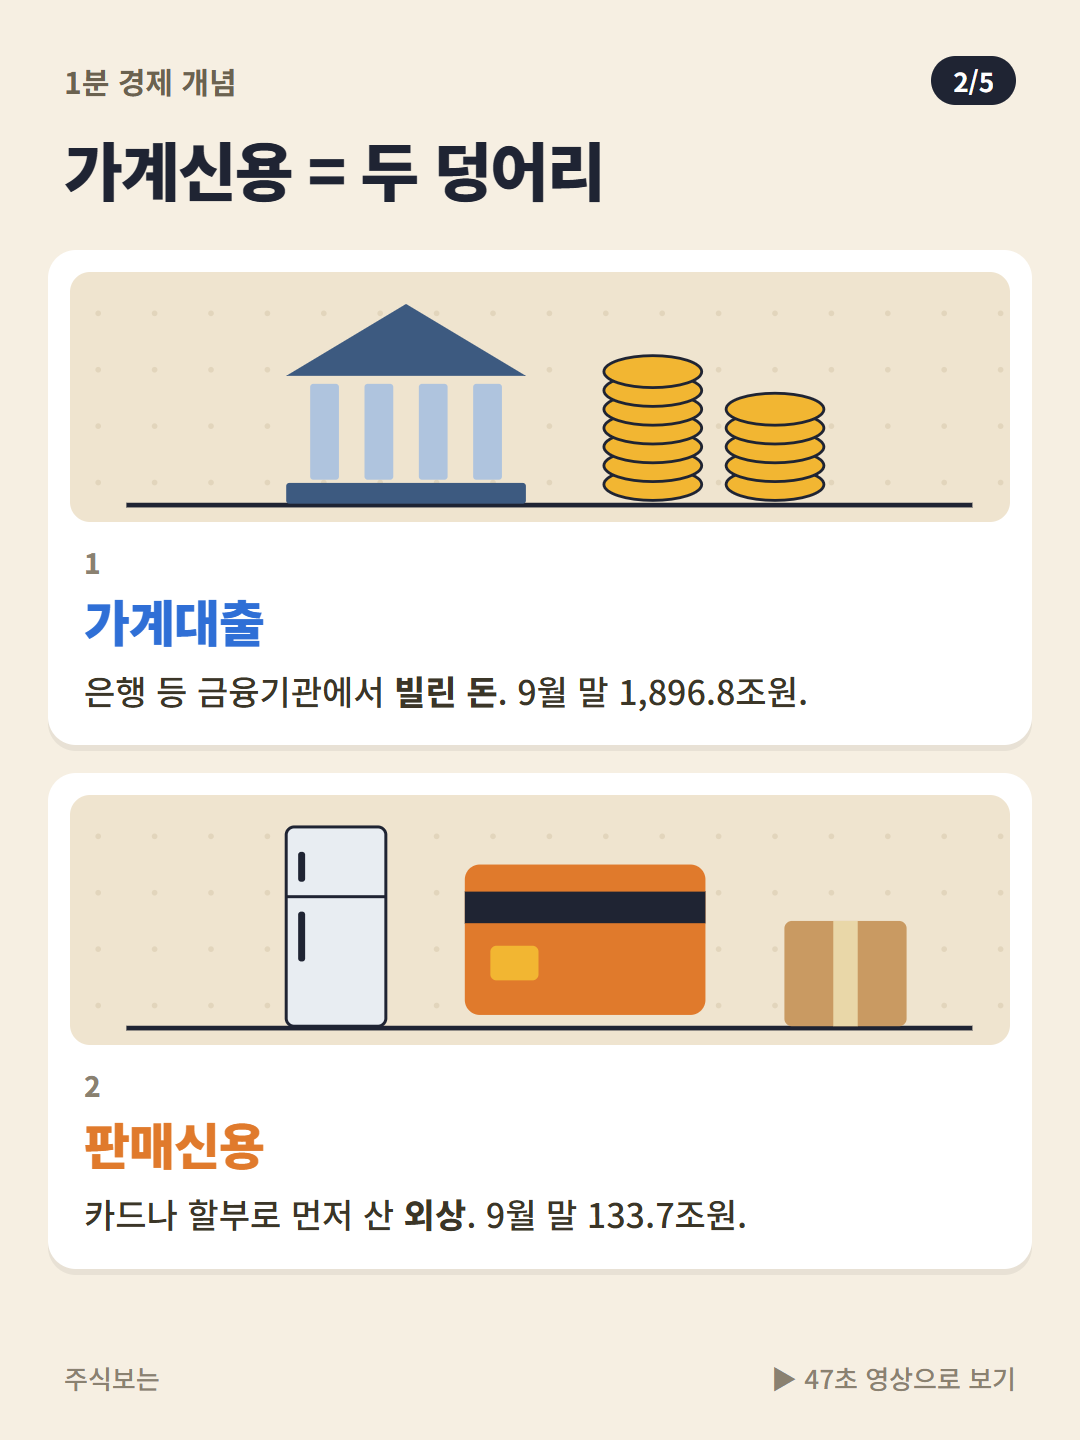 1분 경제 개념
2/5
가계신용 = 두 덩어리
1
가계대출
은행 등 금융기관에서 빌린 돈. 9월 말 1,896.8조원.
2
판매신용
카드나 할부로 먼저 산 외상. 9월 말 133.7조원.
주식보는
▶ 47초 영상으로 보기